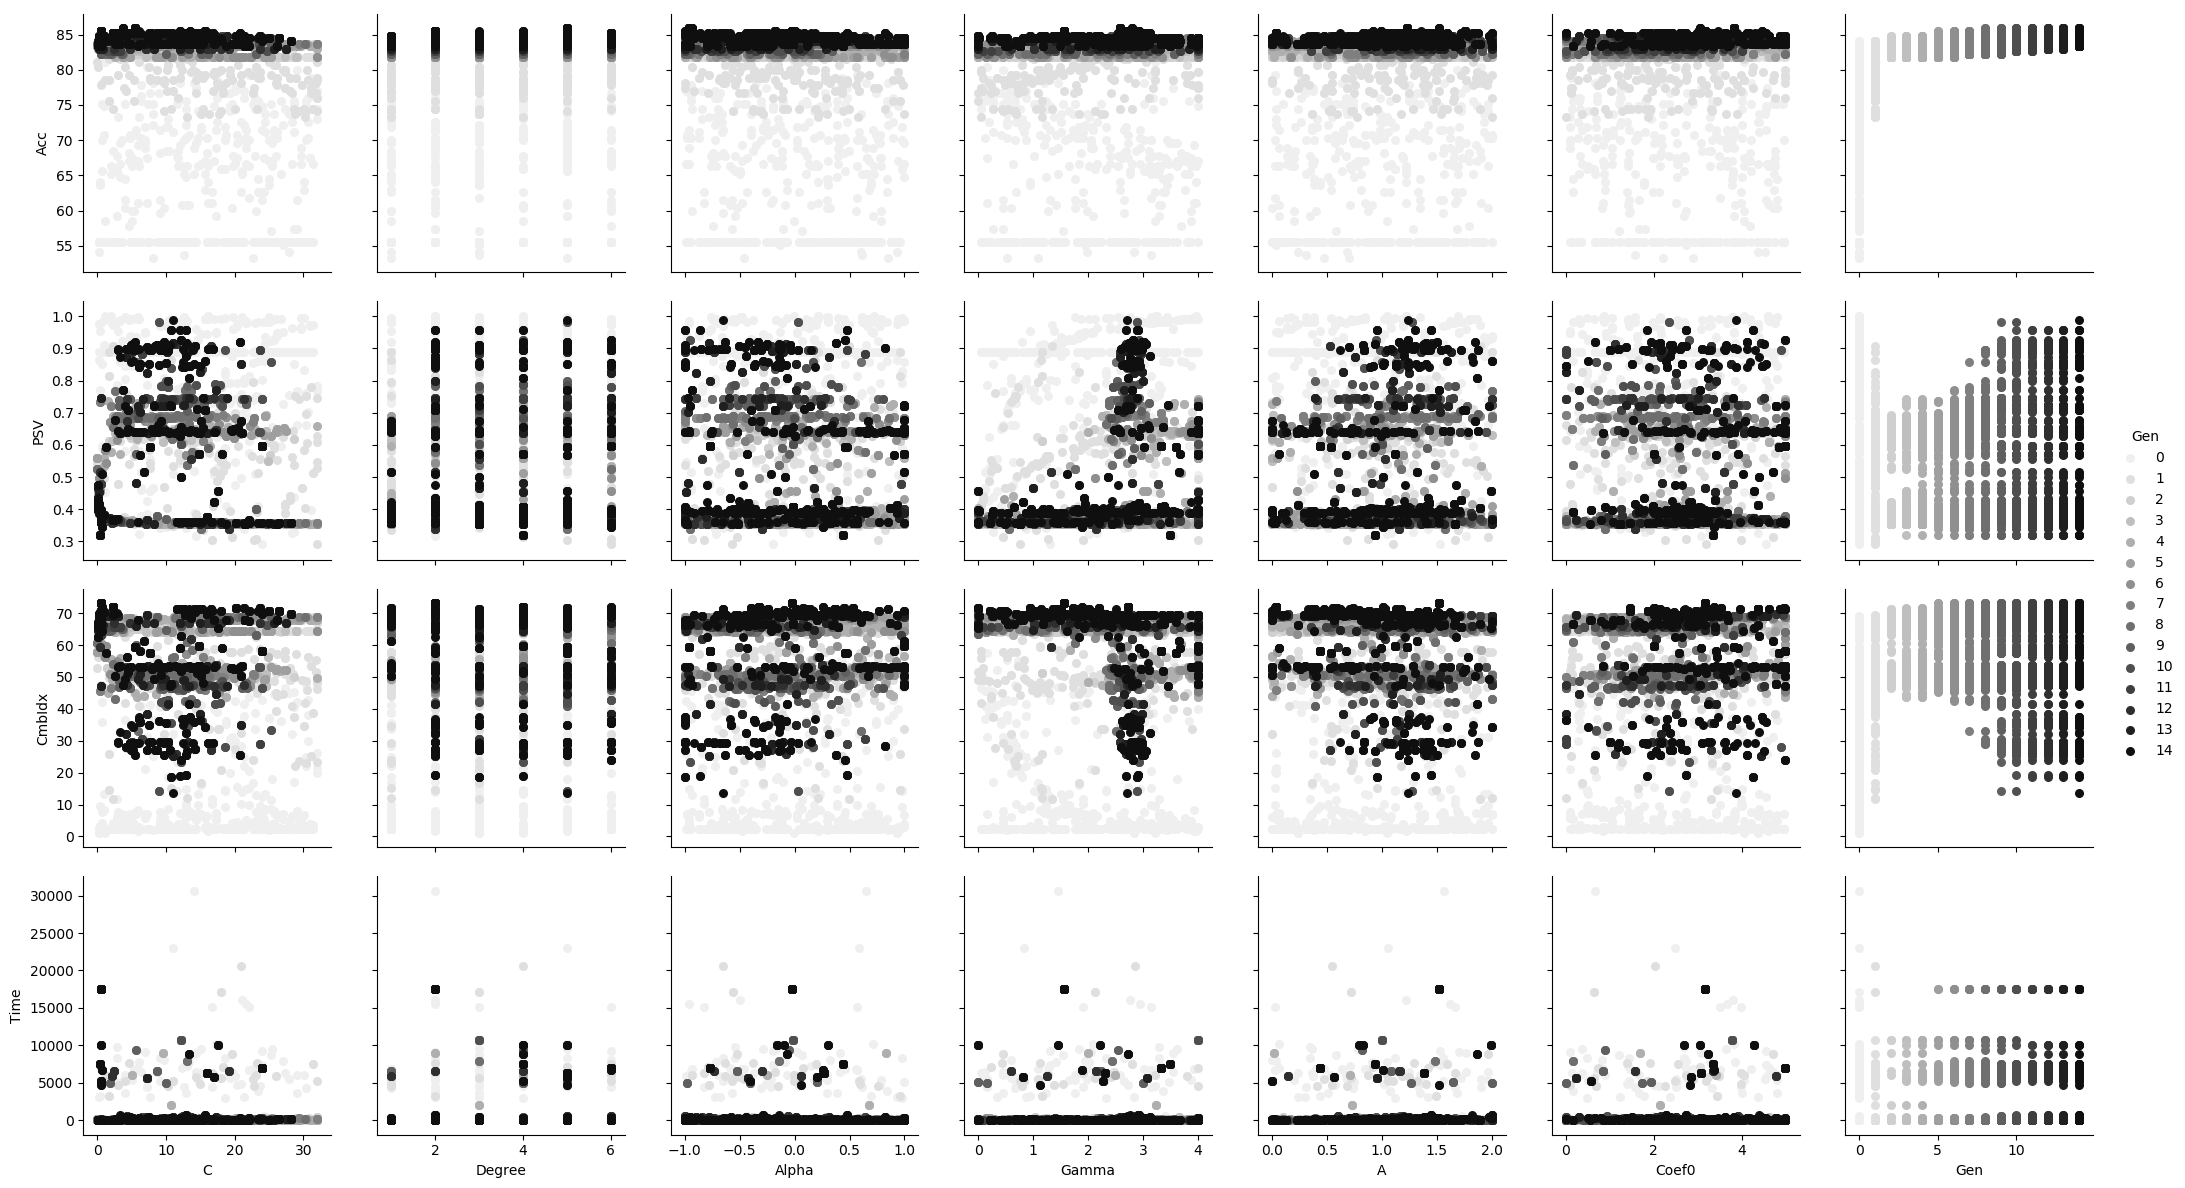 85
80
75
70
65
60
55
Acc
1.0
0.9
0.8
0.7
0.6
0.5
0.4
0.3
PSV
Gen
0
1
2
3
4
5
6
7
8
9
10
11
12
13
14
70
60
50
40
30
20
10
0
CmbIdx
30000
25000
20000
15000
10000
5000
0
Time
0 10 20 30
C
2 4 6
Degree
−1.0 −0.5 0.0 0.5 1.0
Alpha
0 1 2 3 4
Gamma
0.0 0.5 1.0 1.5 2.0
A
0 2 4
Coef0
0 5 10
Gen